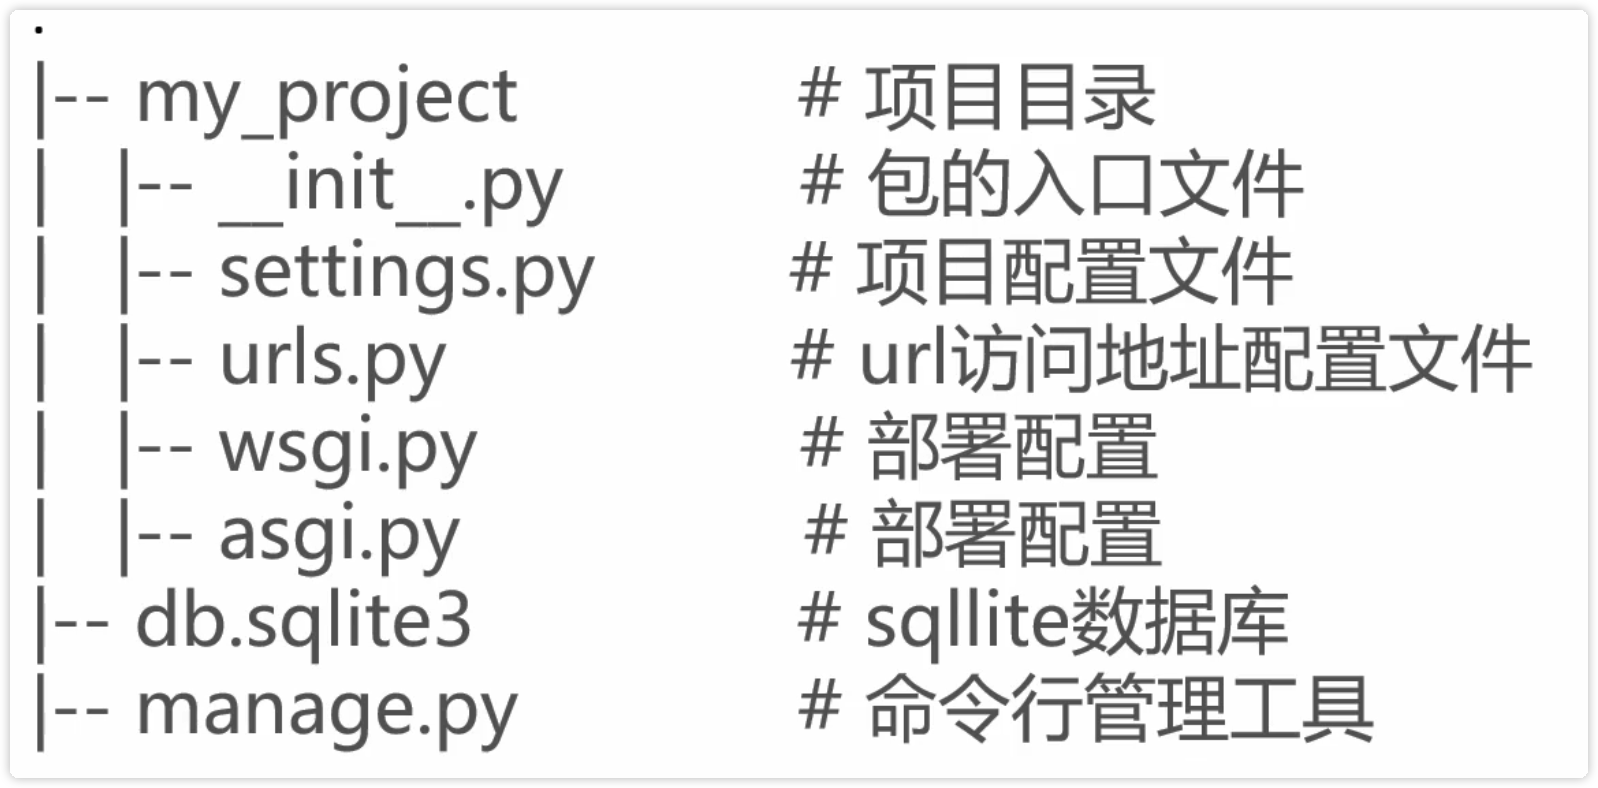 .
|-- my_project # 项目目录
| |-- __init__.py # 包的入口文件
| |-- settings.py # 项目配置文件
| |-- urls.py # url访问地址配置文件
| |-- wsgi.py # 部署配置
| |-- asgi.py # 部署配置
|-- db.sqlite3 # sqllite数据库
|-- manage.py # 命令行管理工具